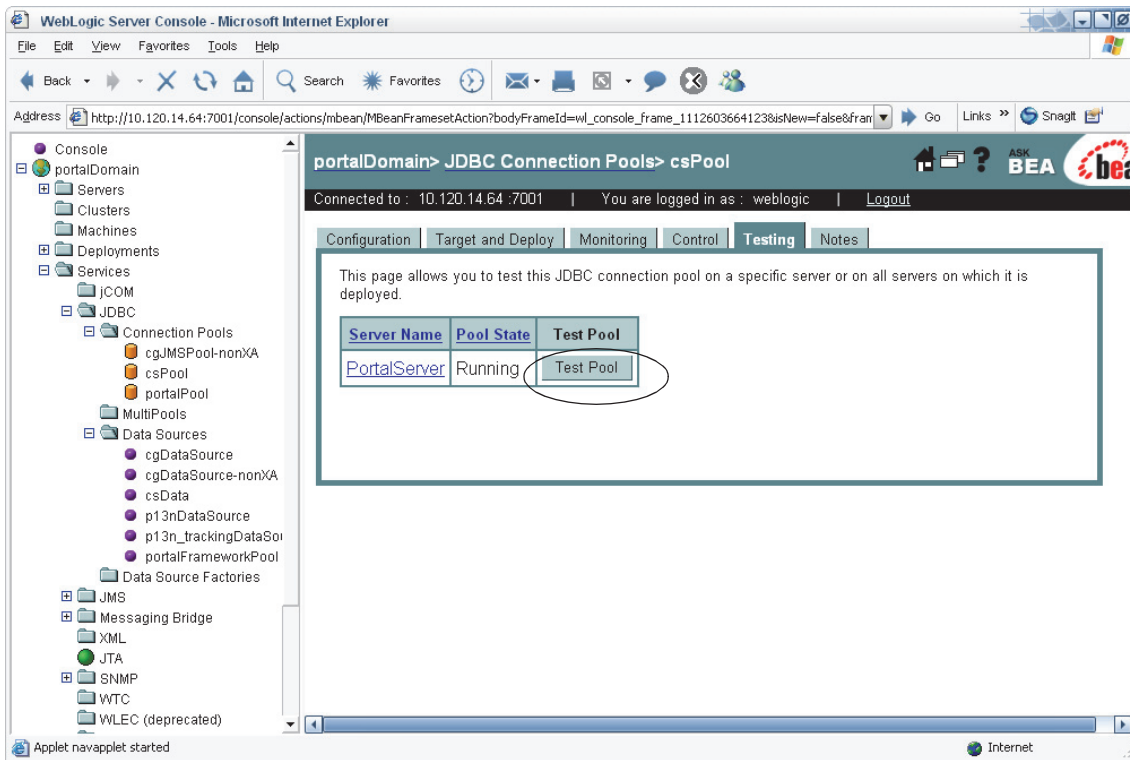 WebLogic Server Console - Microsoft Internet Explorer
File Edit View Favorites Tools Help
Back Search Favorites
Address http://10.120.14.64:7001/console/actions/mbean/MBeanFramesetAction?bodyFrameId=wl_console_frame_1112603664123&isNew=false&fran Go Links » SnagIt
Console
portalDomain
Servers
Clusters
Machines
Deployments
Services
jCOM
JDBC
Connection Pools
cgJMSPool-nonXA
csPool
portalPool
MultiPools
Data Sources
cgDataSource
cgDataSource-nonXA
csData
p13nDataSource
p13n_trackingDataSou
portalFrameworkPool
Data Source Factories
JMS
Messaging Bridge
XML
JTA
SNMP
WTC
WLEC (deprecated)
portalDomain> JDBC Connection Pools> csPool
? ASK BEA bea
Connected to : 10.120.14.64 :7001 | You are logged in as : weblogic | Logout
Configuration Target and Deploy Monitoring Control Testing Notes
This page allows you to test this JDBC connection pool on a specific server or on all servers on which it is
deployed.
Server Name Pool State Test Pool
PortalServer Running Test Pool
Applet navapplet started Internet